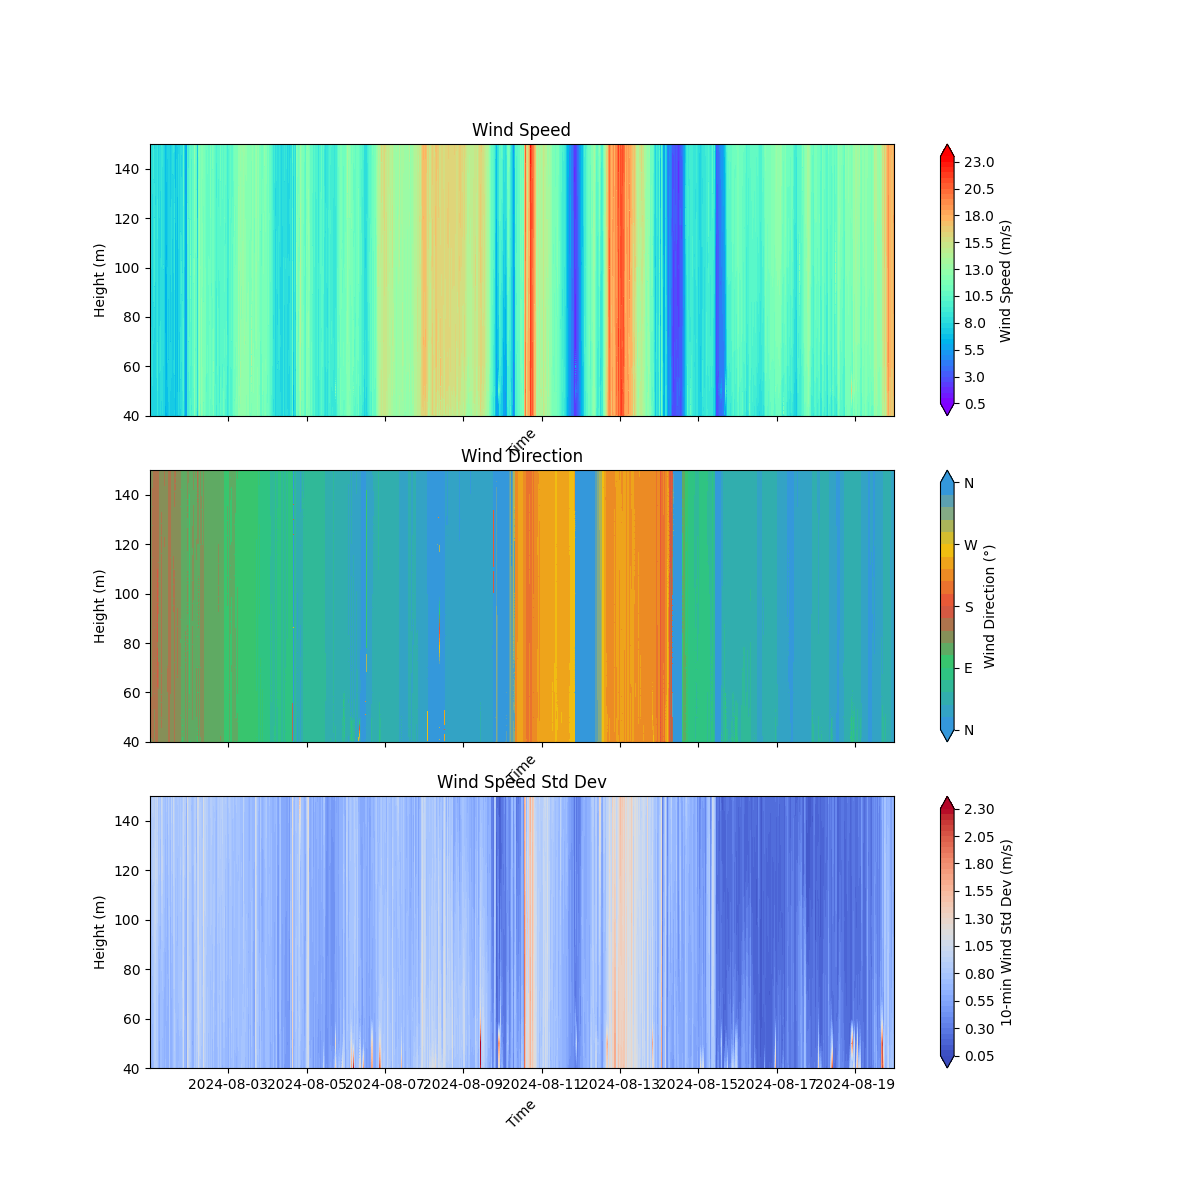 Wind Speed
140
120
100
80
60
40
Height (m)
Time
23.0
20.5
18.0
15.5
13.0
10.5
8.0
5.5
3.0
0.5
Wind Speed (m/s)
Wind Direction
140
120
100
80
60
40
Height (m)
Time
N
W
S
E
N
Wind Direction (°)
Wind Speed Std Dev
140
120
100
80
60
40
Height (m)
2024-08-03 2024-08-05 2024-08-07 2024-08-09 2024-08-11 2024-08-13 2024-08-15 2024-08-17 2024-08-19
Time
2.30
2.05
1.80
1.55
1.30
1.05
0.80
0.55
0.30
0.05
10-min Wind Std Dev (m/s)